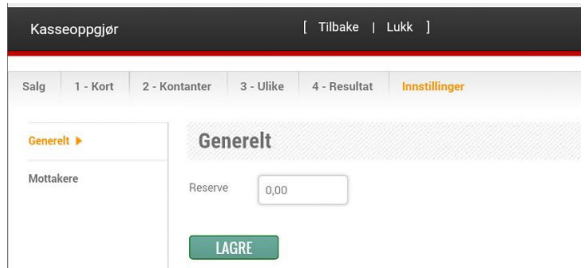 Kasseoppgjør [ Tilbake | Lukk ]
Salg 1 - Kort 2 - Kontanter 3 - Ulike 4 - Resultat Innstillinger
Generelt
Mottakere
Generelt
Reserve 0,00
LAGRE